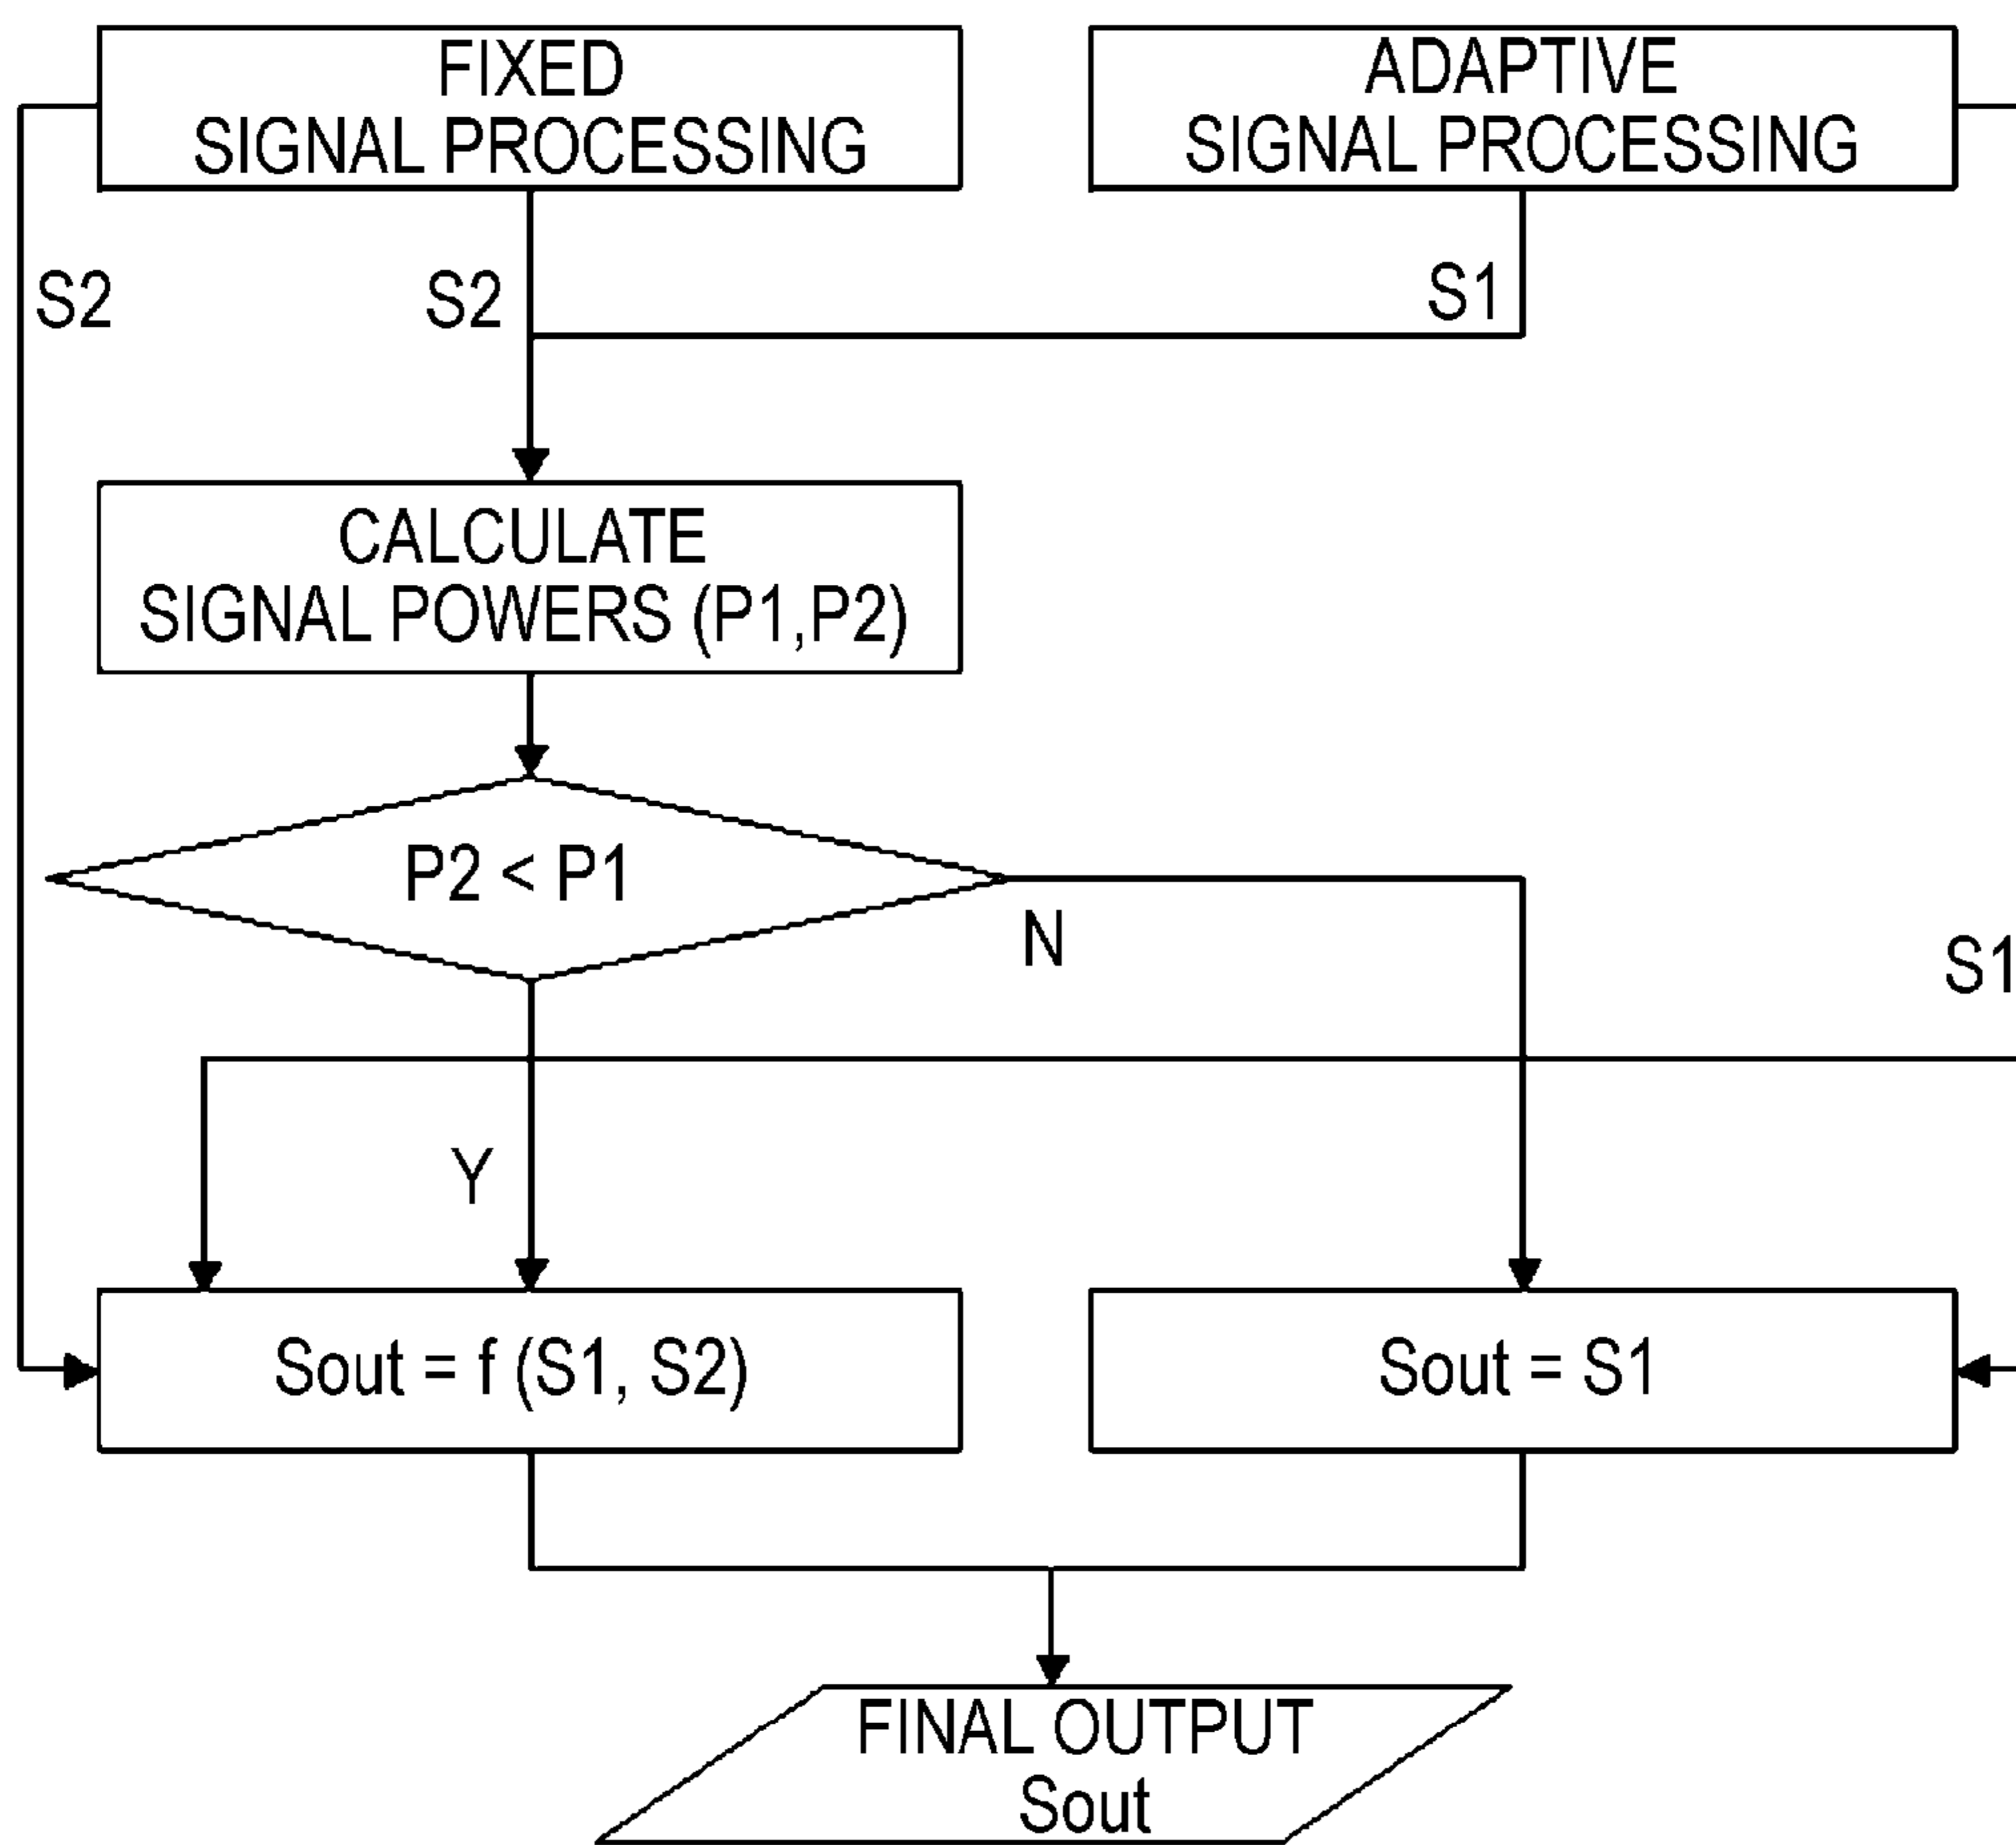 FIXED
SIGNAL PROCESSING
ADAPTIVE
SIGNAL PROCESSING
S2
S2
S1
CALCULATE
SIGNAL POWERS (P1,P2)
P2 < P1
N
S1
Y
Sout = f (S1, S2)
Sout = S1
FINAL OUTPUT
Sout